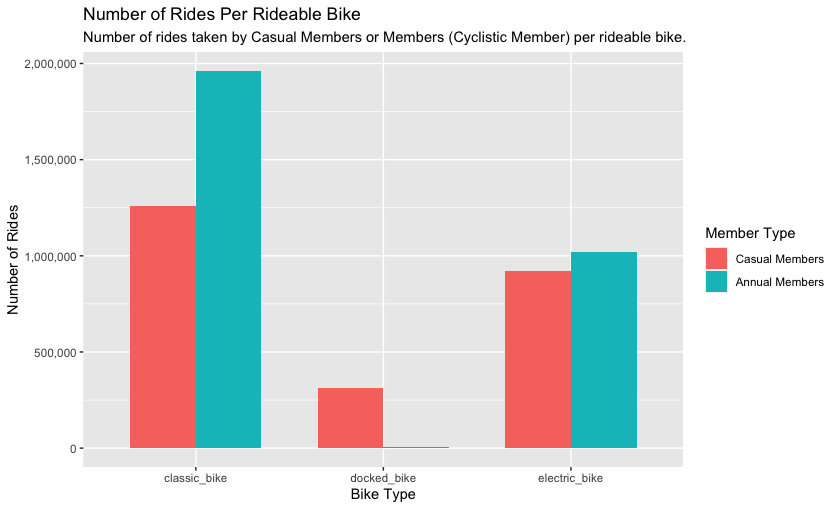 Number of Rides Per Rideable Bike
Number of rides taken by Casual Members or Members (Cyclistic Member) per rideable bike.
Number of Rides
2,000,000
1,500,000
1,000,000
500,000
0
classic_bike
docked_bike
electric_bike
Bike Type
Member Type
Casual Members
Annual Members